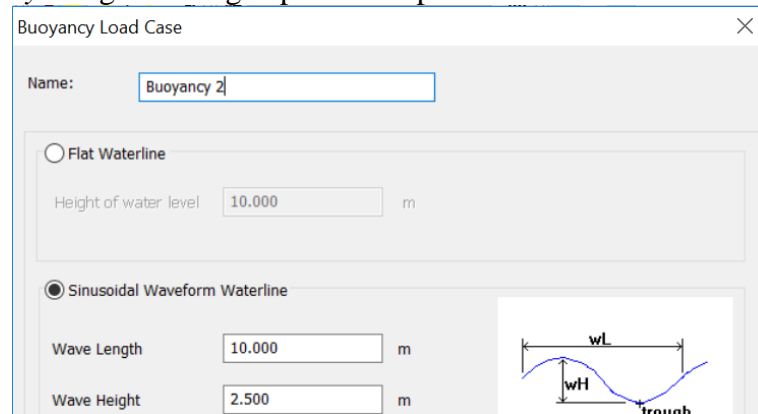 Buoyancy Load Case
Name: Buoyancy 2
Flat Waterline
Height of water level 10.000 m
Sinusoidal Waveform Waterline
Wave Length 10.000 m
wL
wH
Wave Height 2.500 m
trough